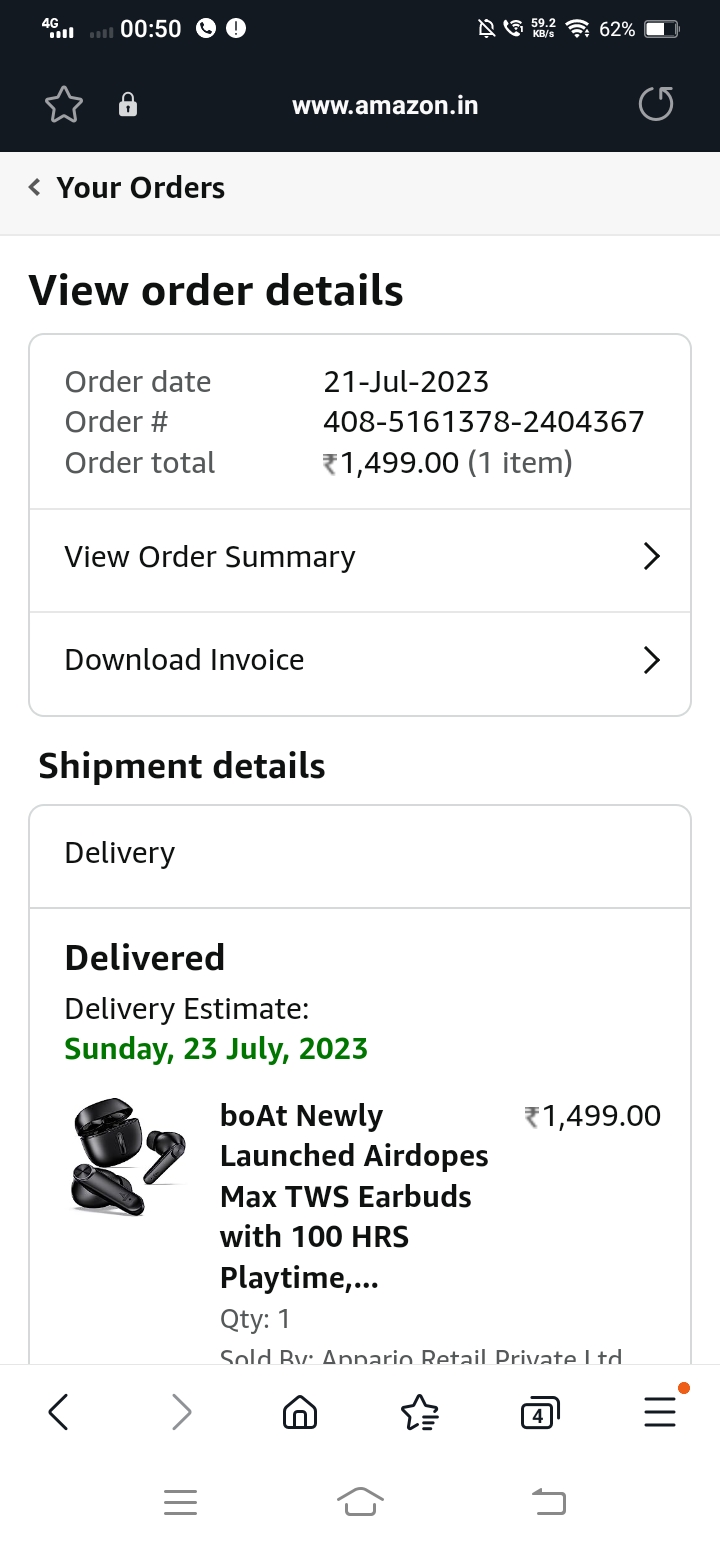 4G 00:50 59.2 KB/s 62%
www.amazon.in
Your Orders
View order details
Order date 21-Jul-2023
Order # 408-5161378-2404367
Order total ₹1,499.00 (1 item)
View Order Summary
Download Invoice
Shipment details
Delivery
Delivered
Delivery Estimate:
Sunday, 23 July, 2023
boAt Newly ₹1,499.00
Launched Airdopes
Max TWS Earbuds
with 100 HRS
Playtime,...
Qty: 1
Sold By: Appario Retail Private Ltd
4